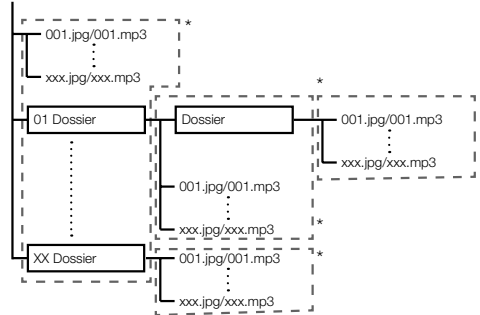 001.jpg/001.mp3
*
xxx.jpg/xxx.mp3
*
*
01 Dossier
Dossier
001.jpg/001.mp3
xxx.jpg/xxx.mp3
001.jpg/001.mp3
xxx.jpg/xxx.mp3
*
XX Dossier
001.jpg/001.mp3
*
xxx.jpg/xxx.mp3